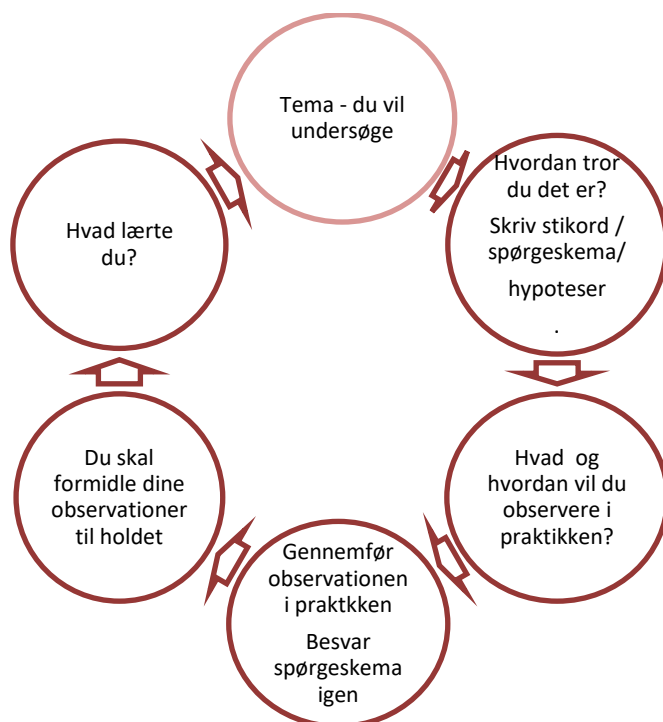 Tema - du vil
undersøge
Hvordan tror
du det er?
Skriv stikord /
spørgeskema/
hypoteser
.
Hvad og
hvordan vil du
observere i
praktikken?
Gennemfør
observationen
i praktkken
Besvar
spørgeskema
igen
Du skal
formidle dine
observationer
til holdet
Hvad lærte
du?